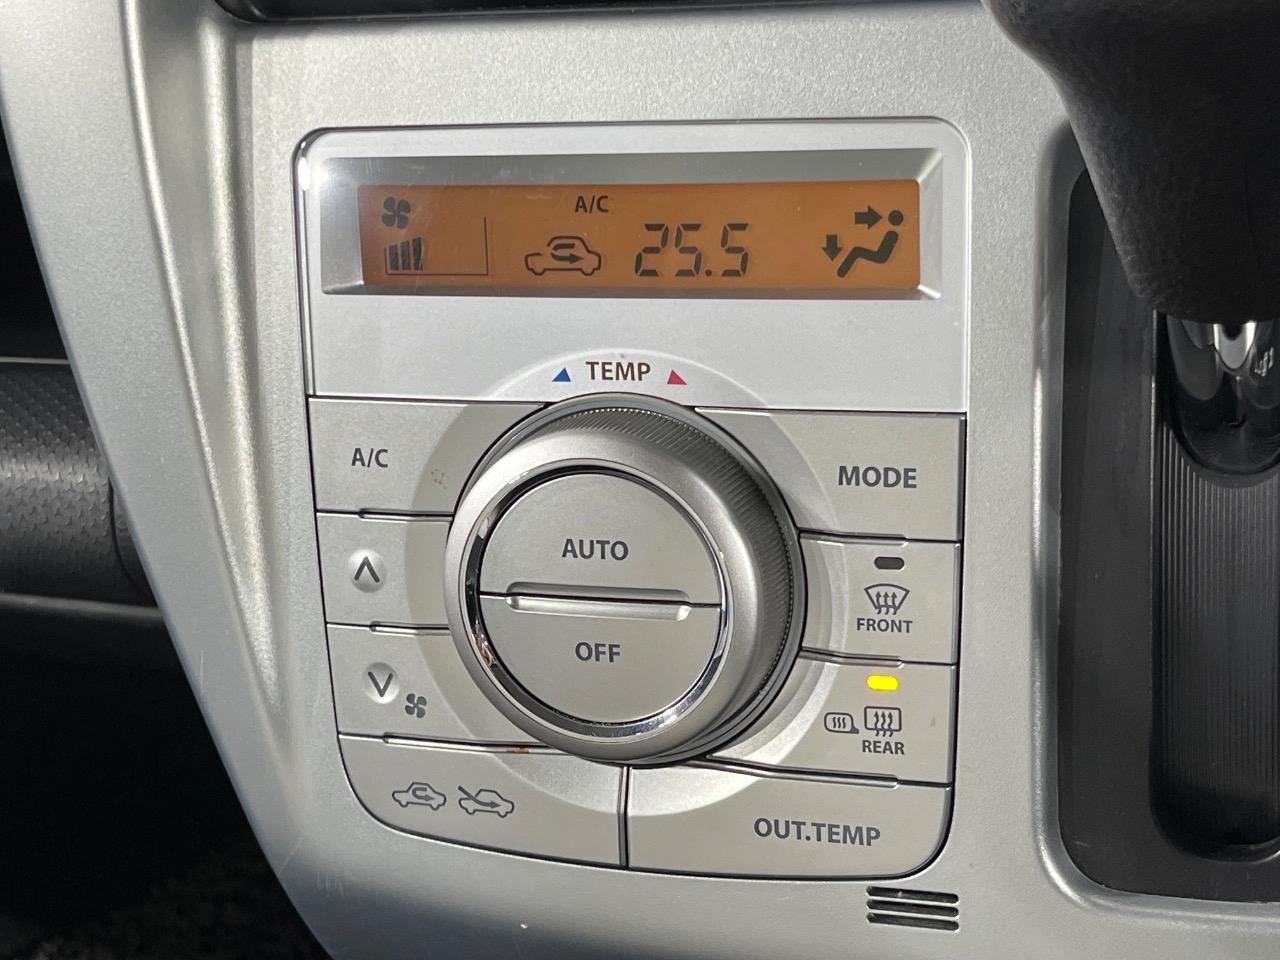 A/C
25.5
TEMP
A/C
MODE
AUTO
FRONT
OFF
REAR
OUT.TEMP